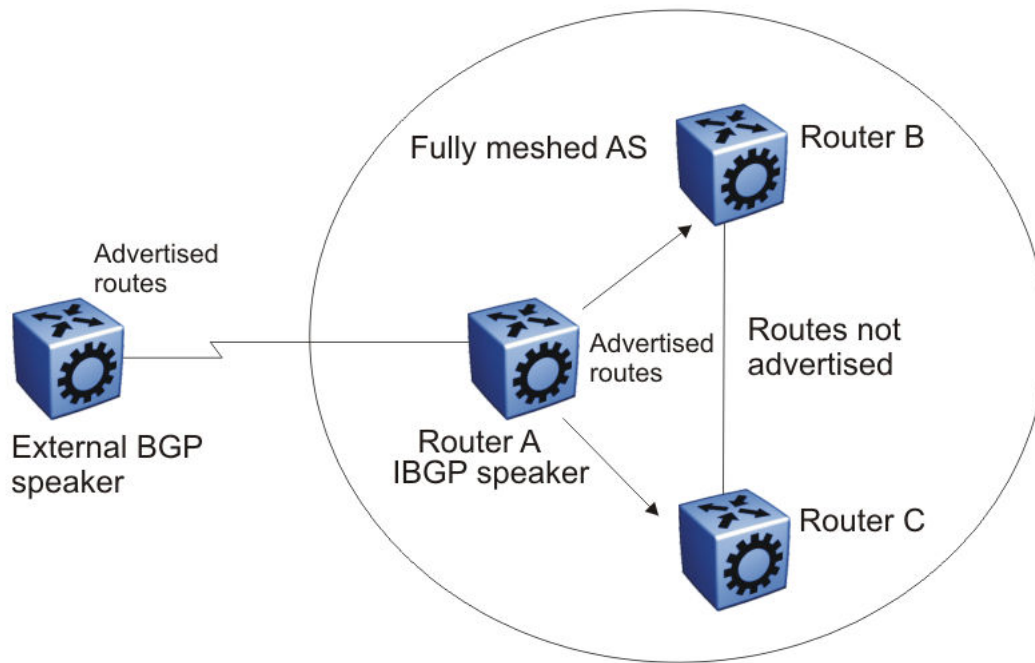 Fully meshed AS
Router B
Advertised
routes
Routes not
advertised
Advertised
routes
External BGP
speaker
Router A
IBGP speaker
Router C